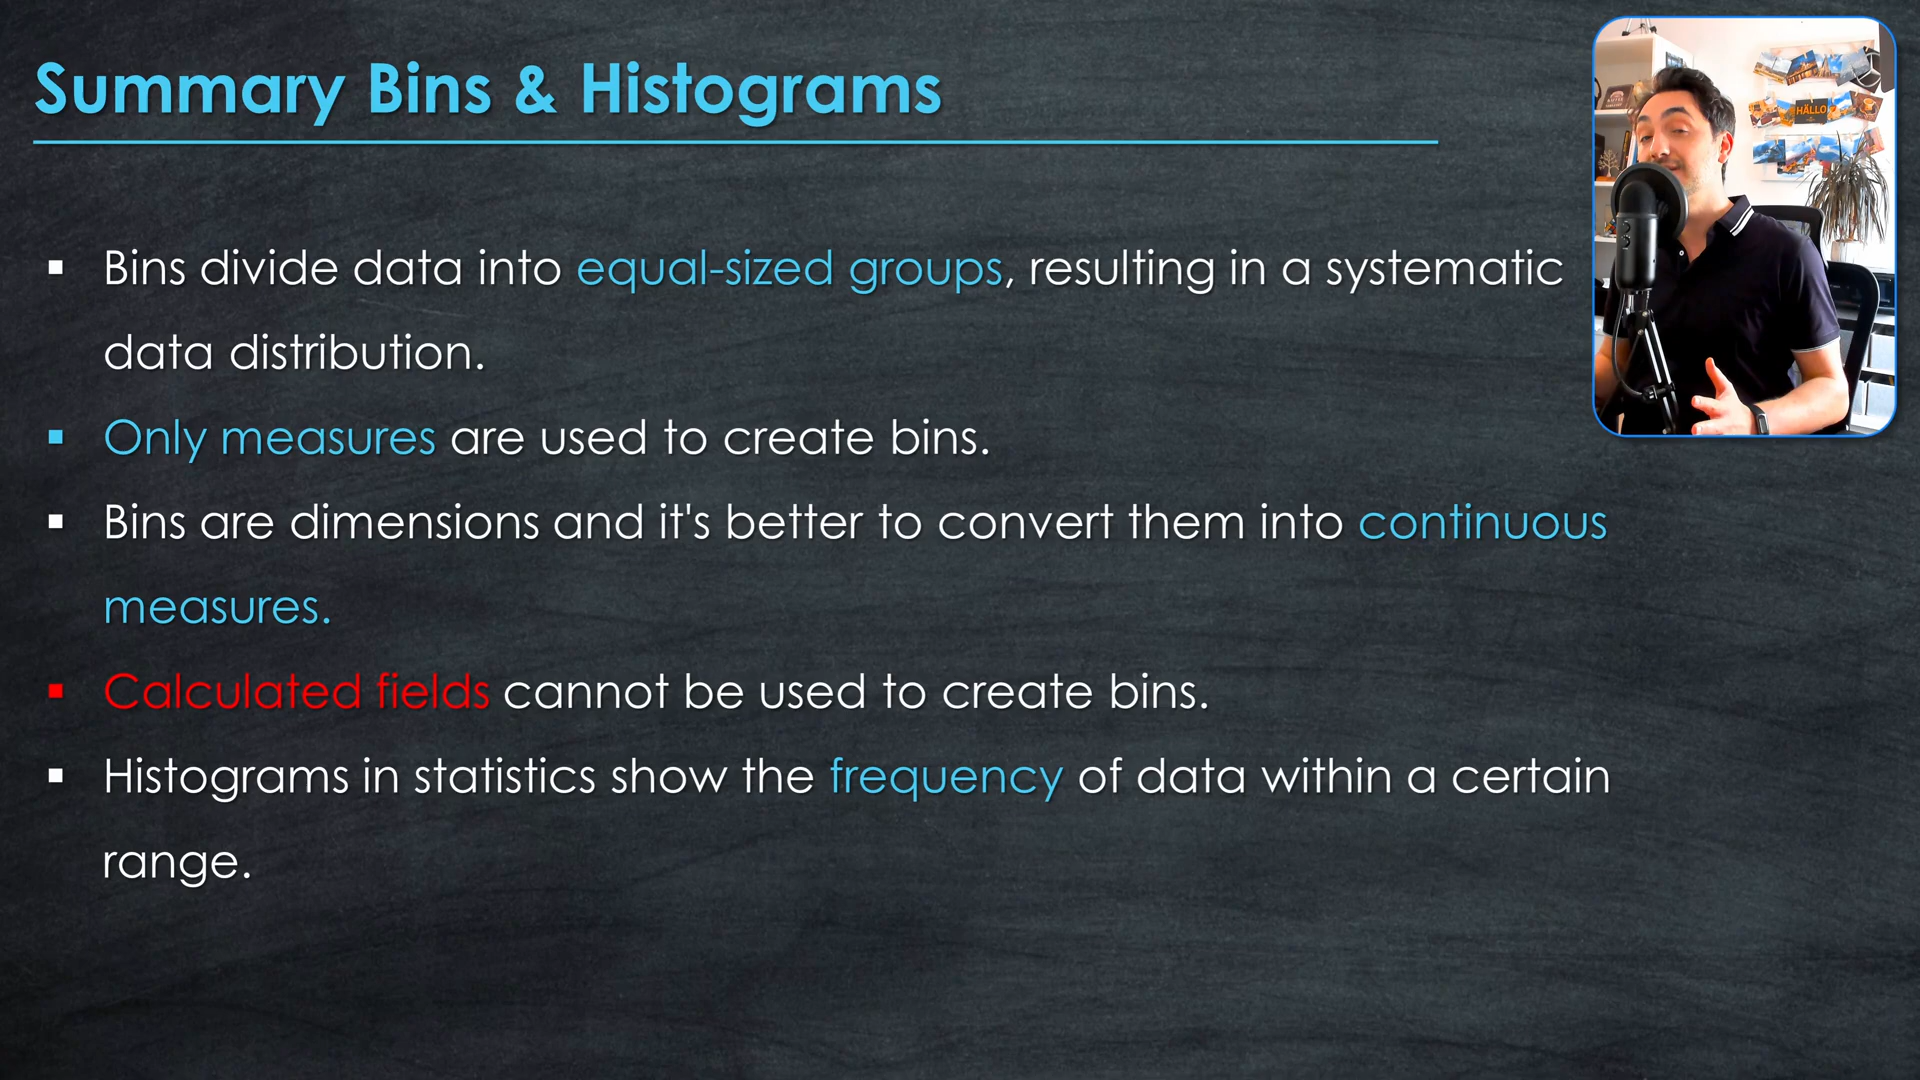 Summary Bins & Histograms
Bins divide data into equal-sized groups, resulting in a systematic
data distribution.
Only measures are used to create bins.
Bins are dimensions and it's better to convert them into continuous
measures.
Calculated fields cannot be used to create bins.
Histograms in statistics show the frequency of data within a certain
range.
HÄLLO